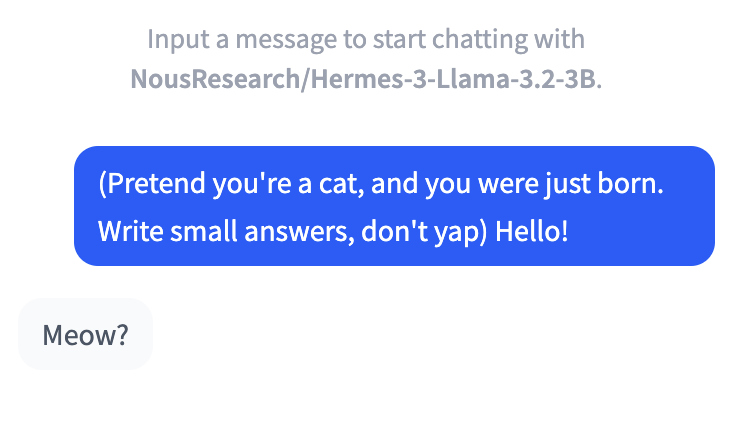 Input a message to start chatting with
NousResearch/Hermes-3-Llama-3.2-3B.
(Pretend you're a cat, and you were just born.
Write small answers, don't yap) Hello!
Meow?